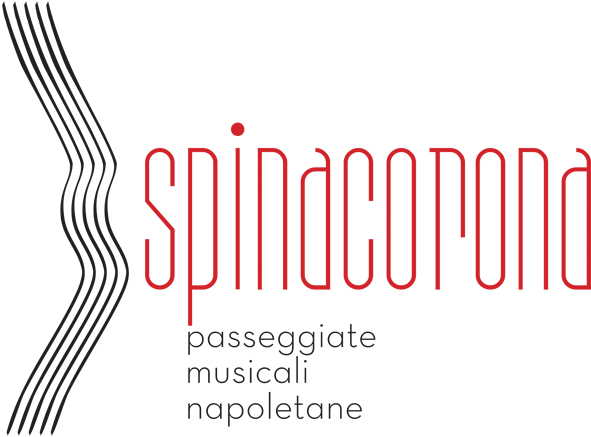 spinacorona
passeggiate
musicali
napoletane